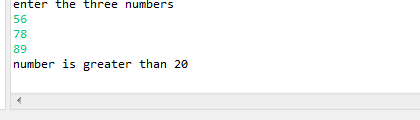 enter the three numbers
56
78
89
number is greater than 20